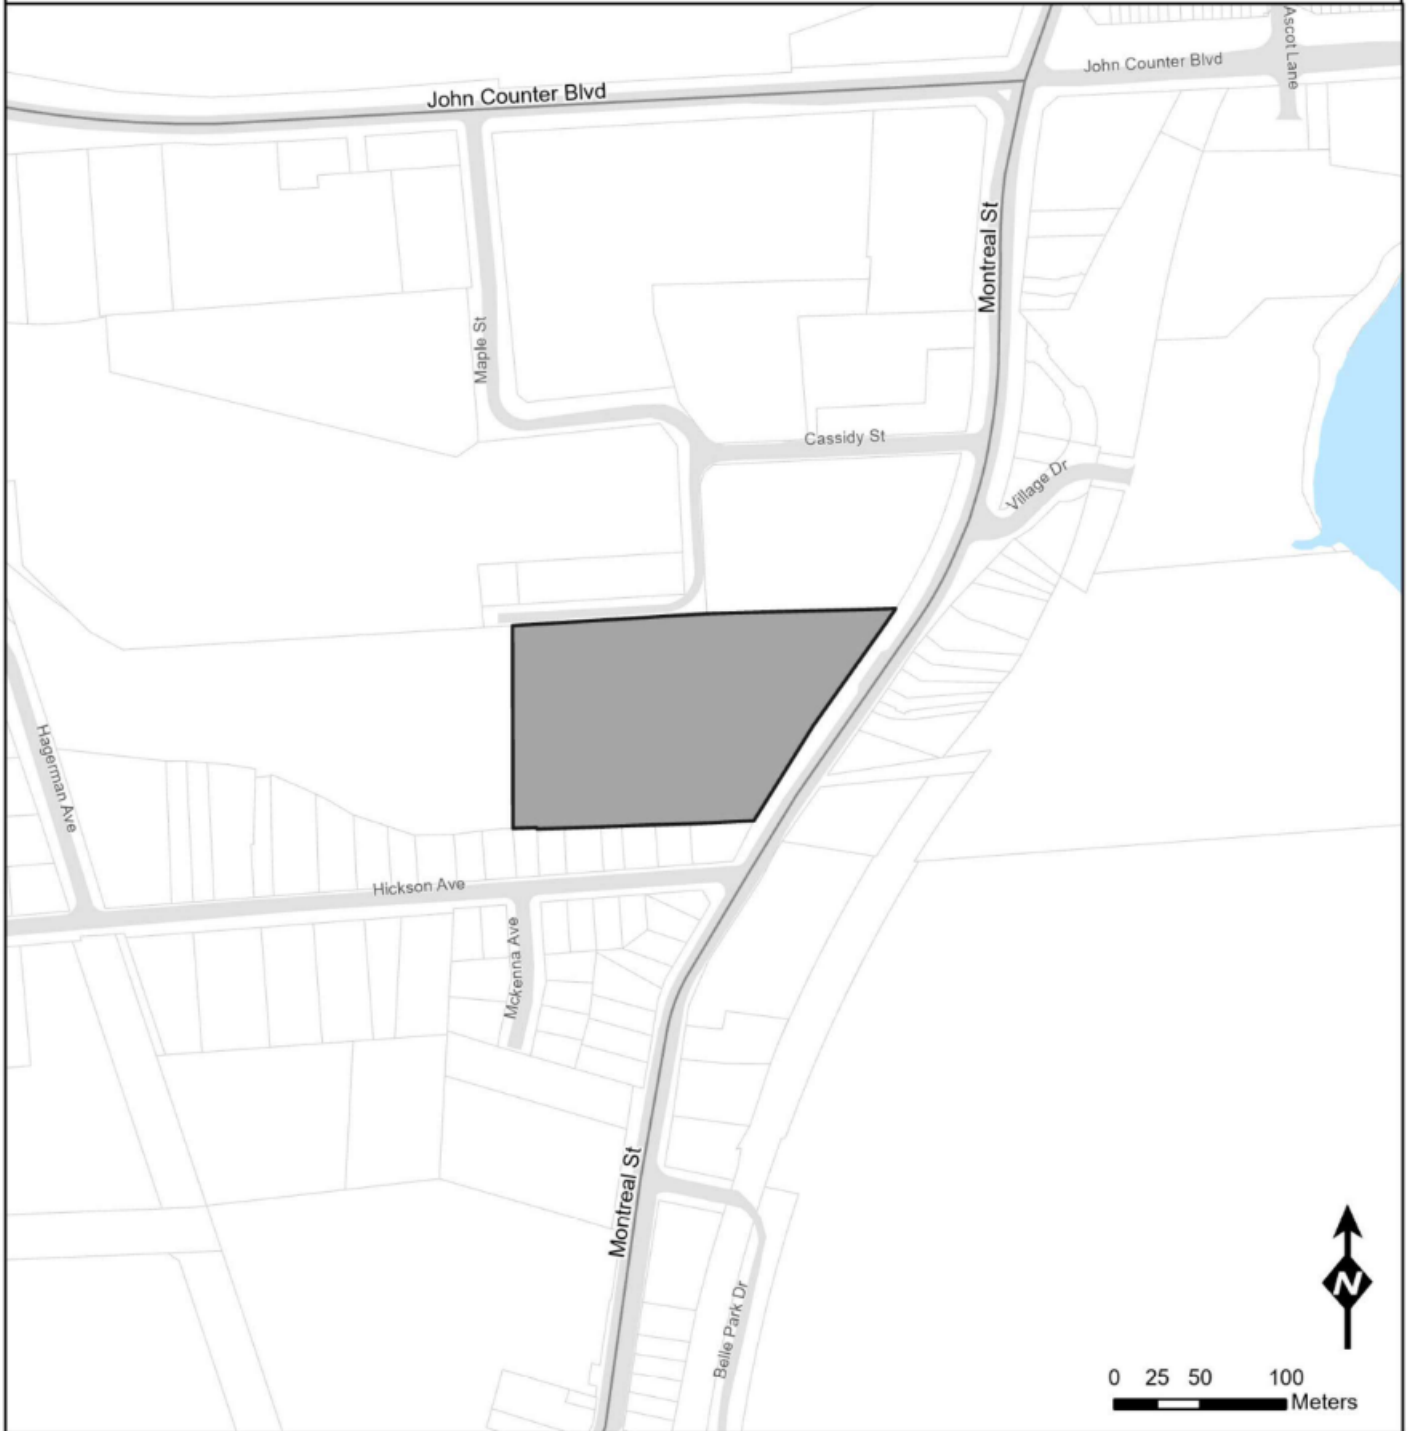 Ascot Lane
John Counter Blvd
John Counter Blvd
Montreal St
Maple St
Cassidy St
Village Dr
Hagerman Ave
Hickson Ave
Mckenna Ave
Montreal St
Belle Park Dr
N
0 25 50 100
Meters